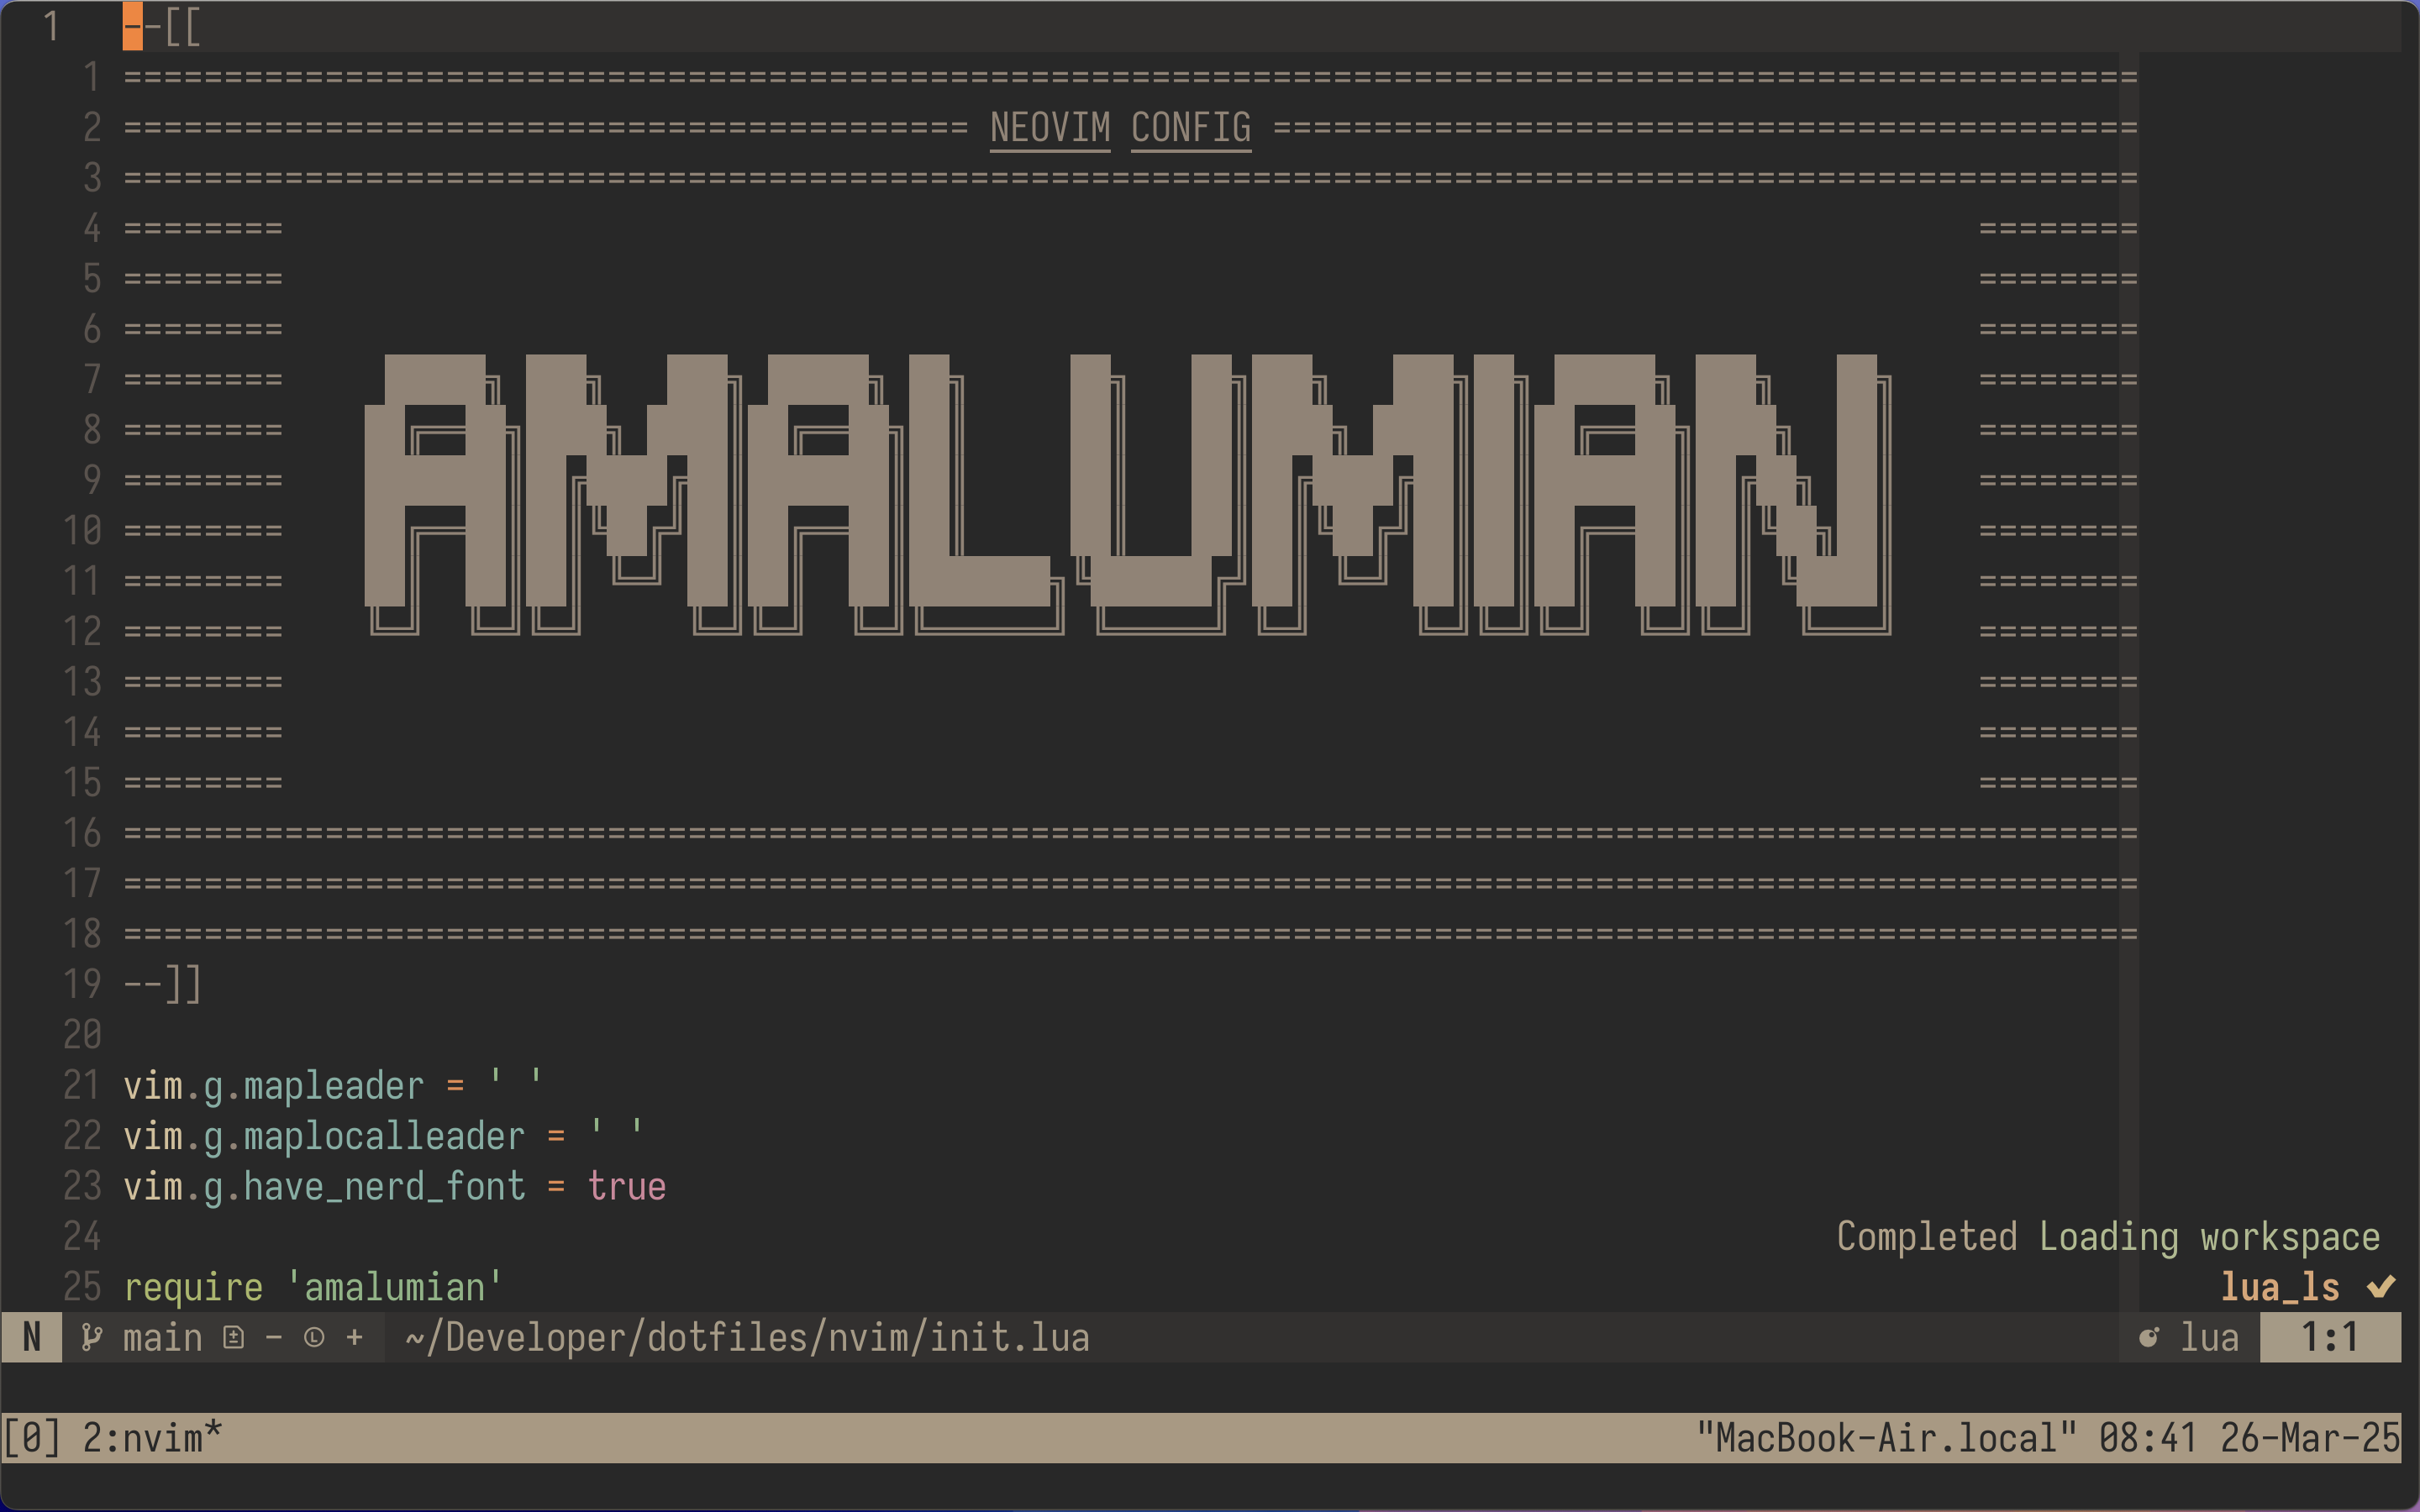 1 --[[
1 ====================================================================================================
2 ========================================== NEOVIM CONFIG ===========================================
3 ====================================================================================================
4 ======== ========
5 ======== ========
6 ======== ========
7 ======== ========
8 ======== ========
9 ======== AMALUMIAN ========
10 ======== ========
11 ======== ========
12 ======== ========
13 ======== ========
14 ======== ========
15 ======== ========
16 ====================================================================================================
17 ====================================================================================================
18 ====================================================================================================
19 --]]
20
21 vim.g.mapleader = ' '
22 vim.g.maplocalleader = ' '
23 vim.g.have_nerd_font = true
24 Completed Loading workspace
25 require 'amalumian' lua_ls ✔
N main - Ⓛ + ~/Developer/dotfiles/nvim/init.lua lua 1:1
[0] 2:nvim* "MacBook-Air.local" 08:41 26-Mar-25